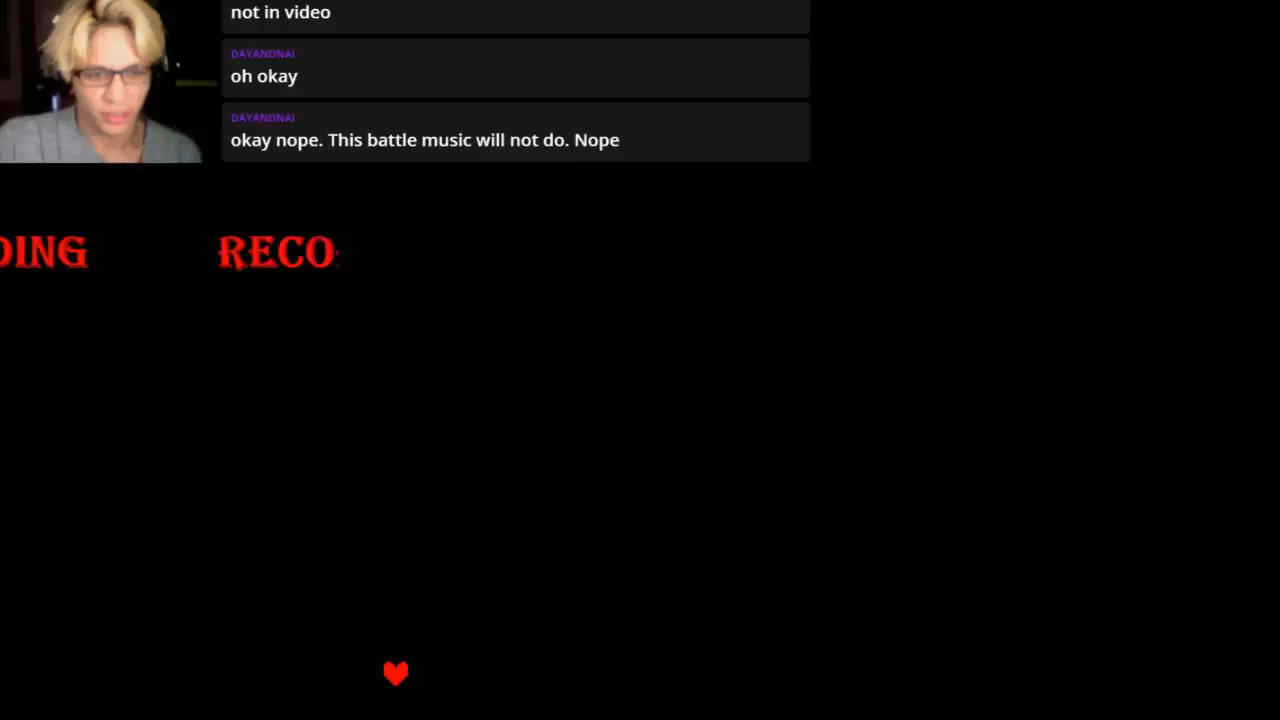 not in video
DAYANDNAI
oh okay
DAYANDNAI
okay nope. This battle music will not do. Nope
DING RECO